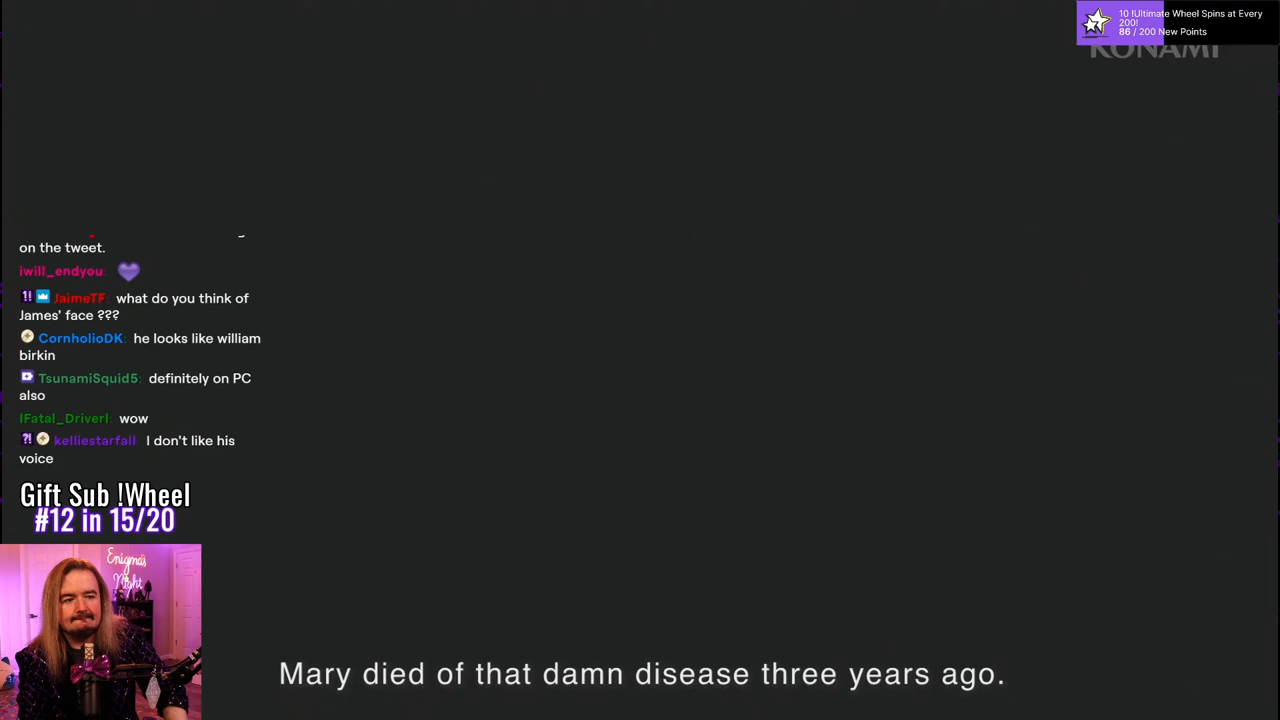 10 !Ultimate Wheel Spins at Every
200!
86 / 200 New Points
KONAMI
on the tweet.
iwill_endyou:
JaimeTF: what do you think of
James' face ???
CornholioDK: he looks like william
birkin
TsunamiSquid5: definitely on PC
also
IFatal_DriverI: wow
kelliestarfall: I don't like his
voice
Gift Sub !Wheel
#12 in 15/20
Enigma's
Night
Mary died of that damn disease three years ago.